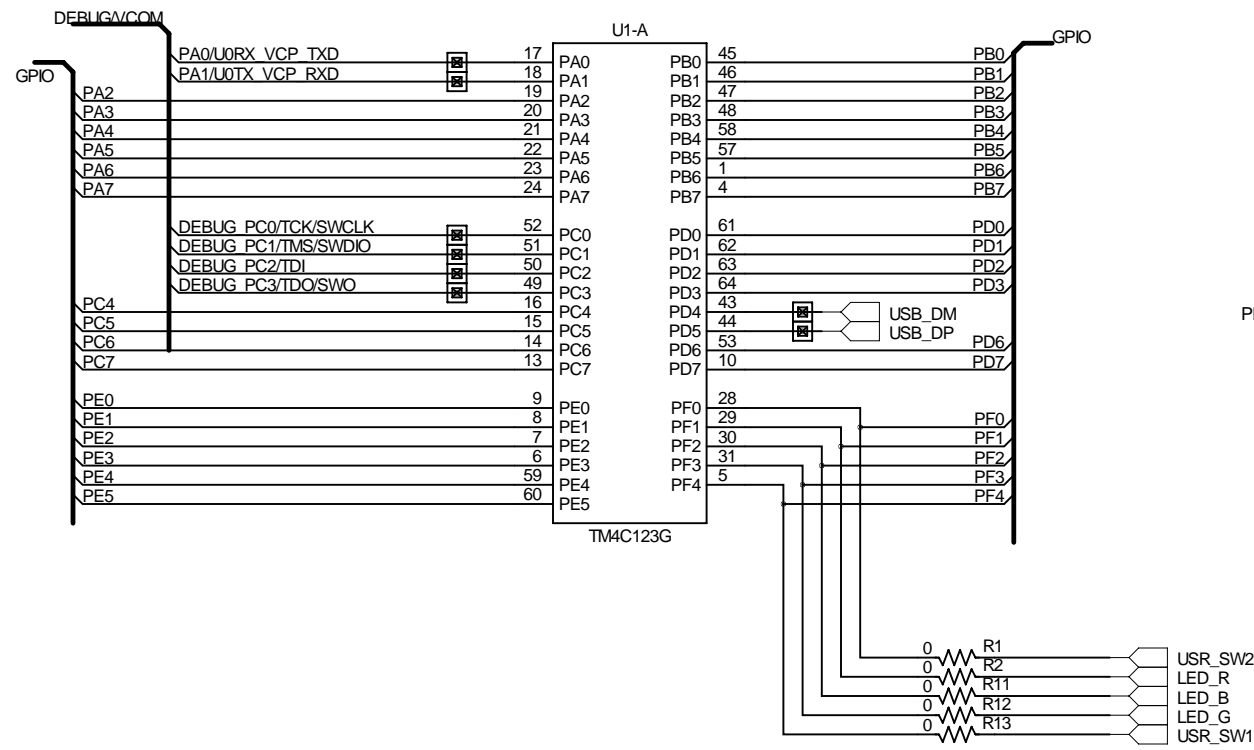 DEBUG/VCOM
U1-A
GPIO
GPIO
PA0/U0RX VCP_TXD 17 PA0 PB0 45 PB0
PA1/U0TX VCP_RXD 18 PA1 PB1 46 PB1
PA2 19 PA2 PB2 47 PB2
PA3 20 PA3 PB3 48 PB3
PA4 21 PA4 PB4 58 PB4
PA5 22 PA5 PB5 57 PB5
PA6 23 PA6 PB6 1 PB6
PA7 24 PA7 PB7 4 PB7
DEBUG_PC0/TCK/SWCLK 52 PC0 PD0 61 PD0
DEBUG_PC1/TMS/SWDIO 51 PC1 PD1 62 PD1
DEBUG_PC2/TDI 50 PC2 PD2 63 PD2
DEBUG_PC3/TDO/SWO 49 PC3 PD3 64 PD3
PC4 16 PC4 PD4 43 USB_DM
PC5 15 PC5 PD5 44 USB_DP
PC6 14 PC6 PD6 53 PD6
PC7 13 PC7 PD7 10 PD7
PE0 9 PE0 PF0 28 PF0
PE1 8 PE1 PF1 29 PF1
PE2 7 PE2 PF2 30 PF2
PE3 6 PE3 PF3 31 PF3
PE4 59 PE4 PF4 5 PF4
PE5 60 PE5
TM4C123G
0 R1 USR_SW2
0 R2 LED_R
0 R11 LED_B
0 R12 LED_G
0 R13 USR_SW1